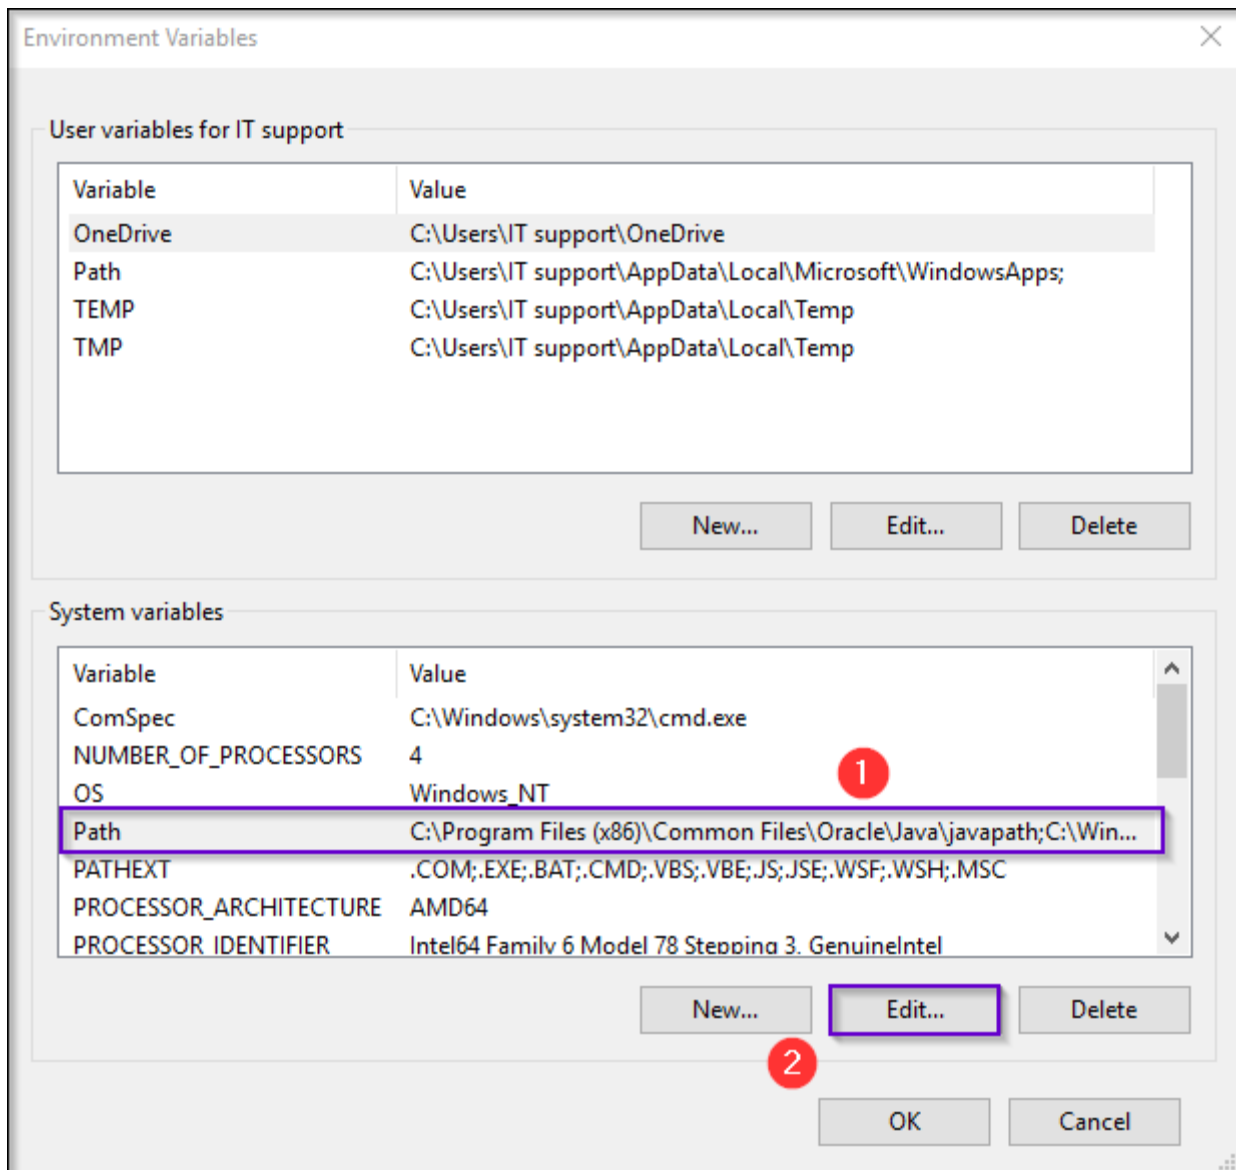 Environment Variables
User variables for IT support
Variable Value
OneDrive C:\Users\IT support\OneDrive
Path C:\Users\IT support\AppData\Local\Microsoft\WindowsApps;
TEMP C:\Users\IT support\AppData\Local\Temp
TMP C:\Users\IT support\AppData\Local\Temp
New... Edit... Delete
System variables
Variable Value
ComSpec C:\Windows\system32\cmd.exe
NUMBER_OF_PROCESSORS 4
1
OS Windows_NT
Path C:\Program Files (x86)\Common Files\Oracle\Java\javapath;C:\Win...
PATHEXT .COM;.EXE;.BAT;.CMD;.VBS;.VBE;.JS;.JSE;.WSF;.WSH;.MSC
PROCESSOR_ARCHITECTURE AMD64
PROCESSOR_IDENTIFIER Intel64 Family 6 Model 78 Stepping 3, GenuineIntel
New... Edit... Delete
2
OK Cancel